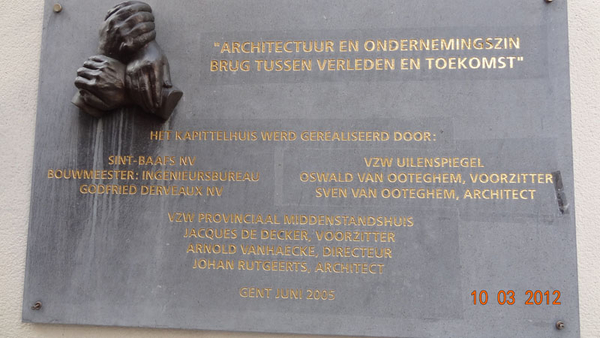 "ARCHITECTUUR EN ONDERNEMINGSZIN
BRUG TUSSEN VERLEDEN EN TOEKOMST"
HET KAPITTELHUIS WERD GEREALISEERD DOOR:
SINT-BAAFS NV
BOUWMEESTER: INGENIEURSBUREAU
GODFRIED DERVEAUX NV
VZW UILENSPIEGEL
OSWALD VAN OOTEGHEM, VOORZITTER
SVEN VAN OOTEGHEM, ARCHITECT
VZW PROVINCIAAL MIDDENSTANDSHUIS
JACQUES DE DECKER, VOORZITTER
ARNOLD VANHAECKE, DIRECTEUR
JOHAN RUTGEERTS, ARCHITECT
GENT JUNI 2005
10 03 2012